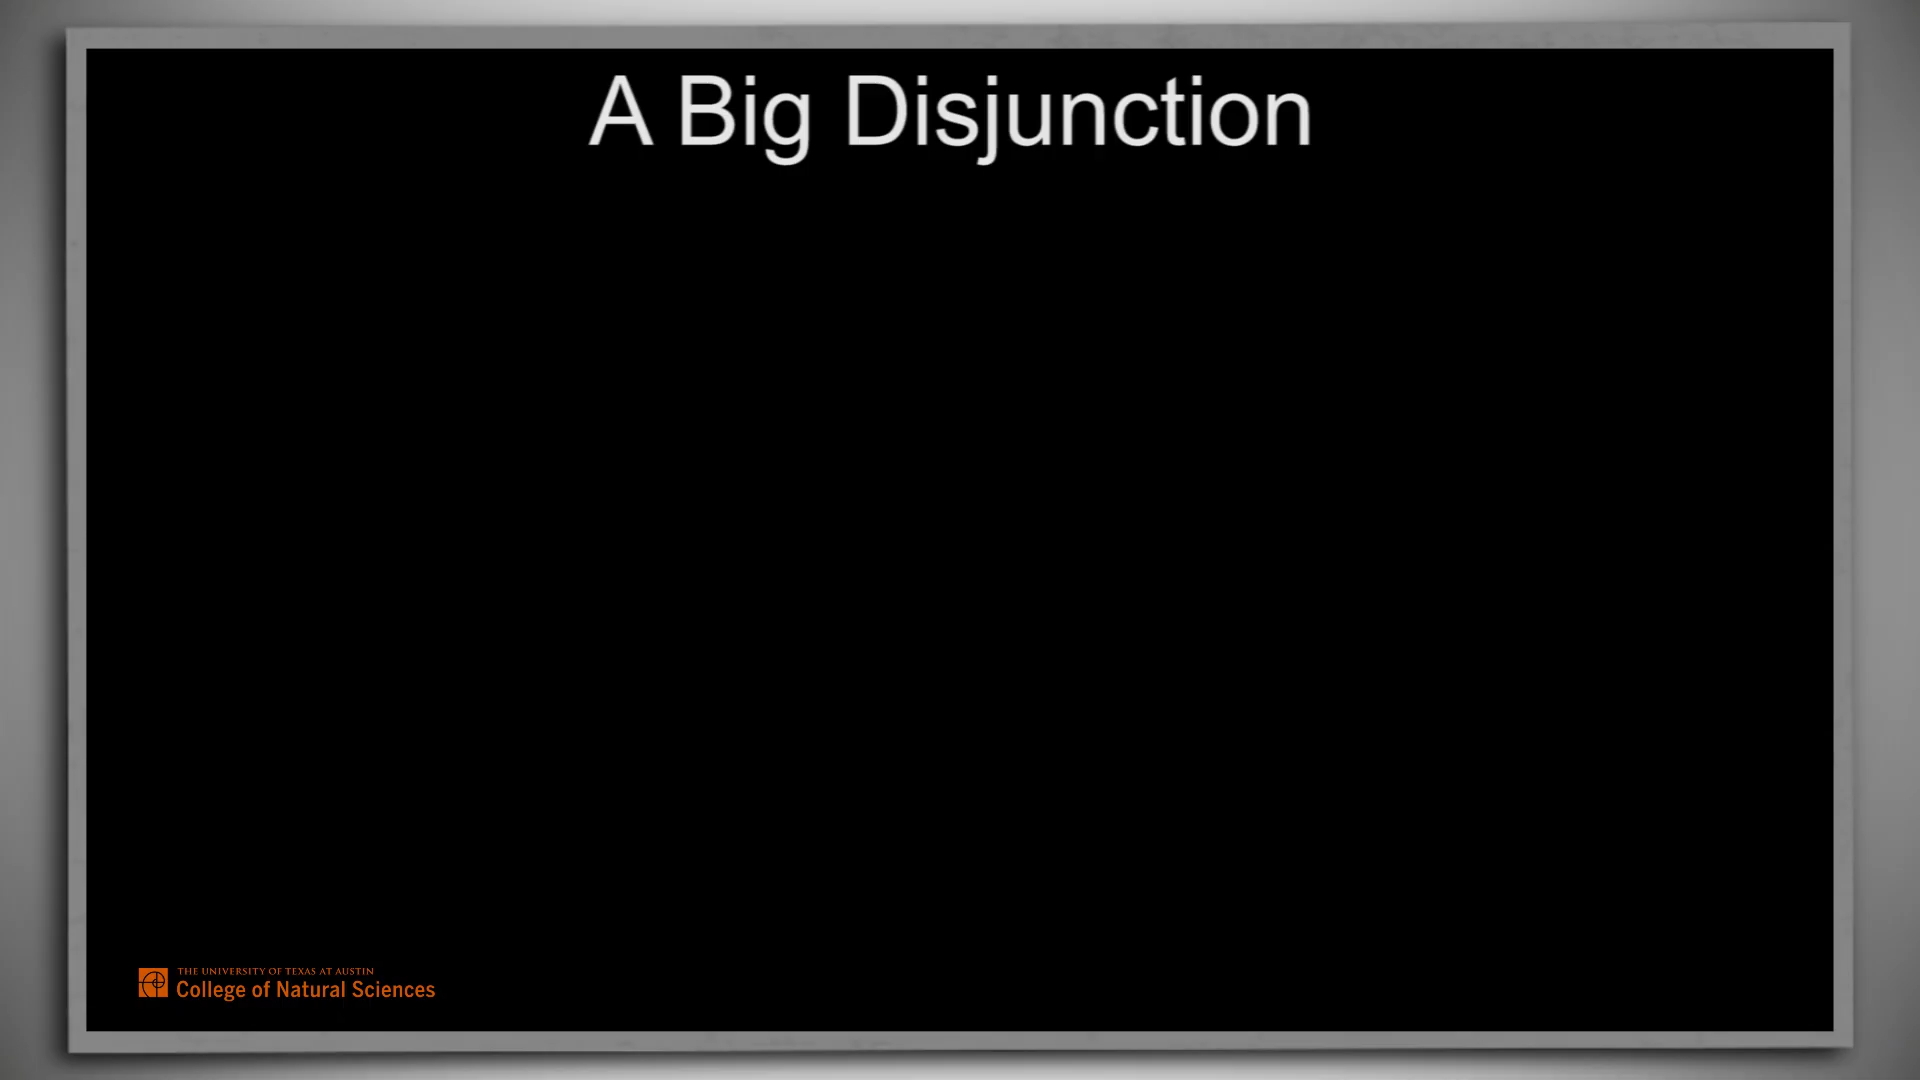 A Big Disjunction
THE UNIVERSITY OF TEXAS AT AUSTIN
College of Natural Sciences